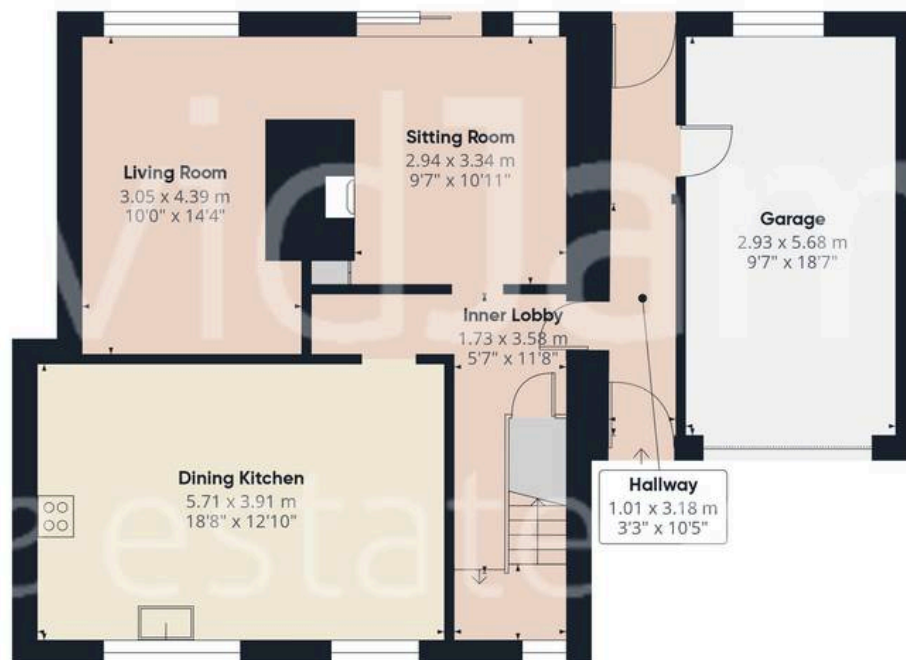 Living Room
3.05 x 4.39 m
10'0" x 14'4"
Sitting Room
2.94 x 3.34 m
9'7" x 10'11"
Garage
2.93 x 5.68 m
9'7" x 18'7"
Inner Lobby
1.73 x 3.58 m
5'7" x 11'8"
Dining Kitchen
5.71 x 3.91 m
18'8" x 12'10"
Hallway
1.01 x 3.18 m
3'3" x 10'5"
vidJam
estate